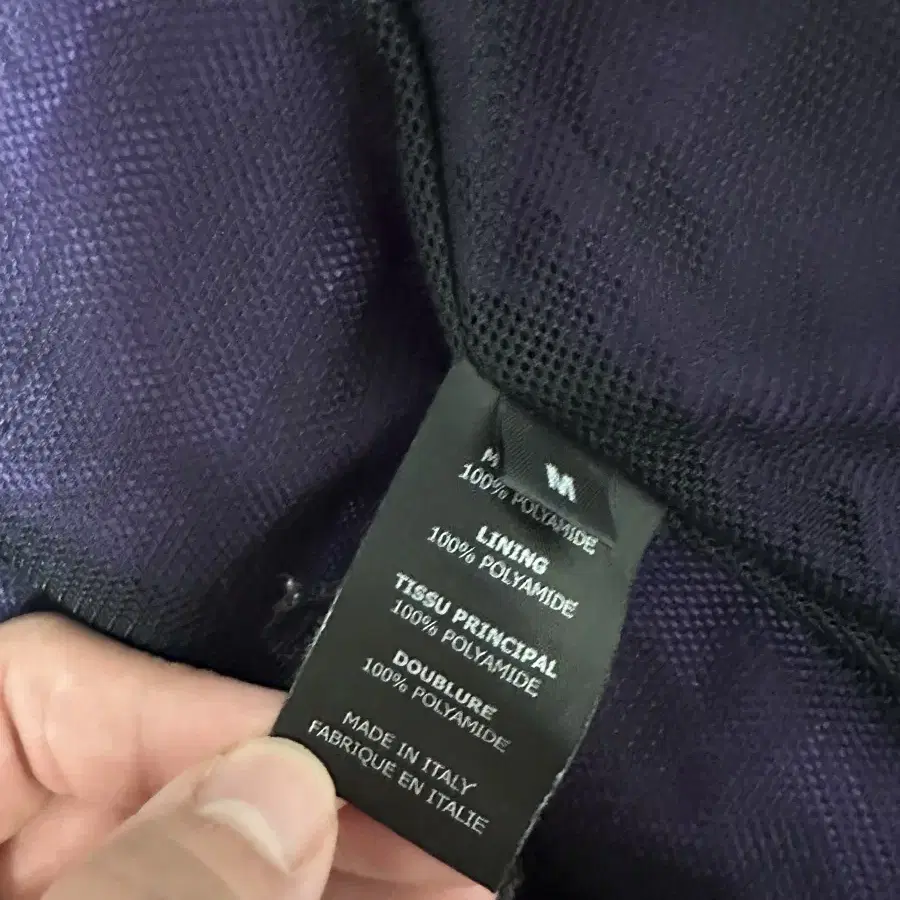 M
100% POLYAMIDE
LINING
100% POLYAMIDE
TISSU PRINCIPAL
100% POLYAMIDE
DOUBLURE
100% POLYAMIDE
MADE IN ITALY
FABRIQUE EN ITALIE